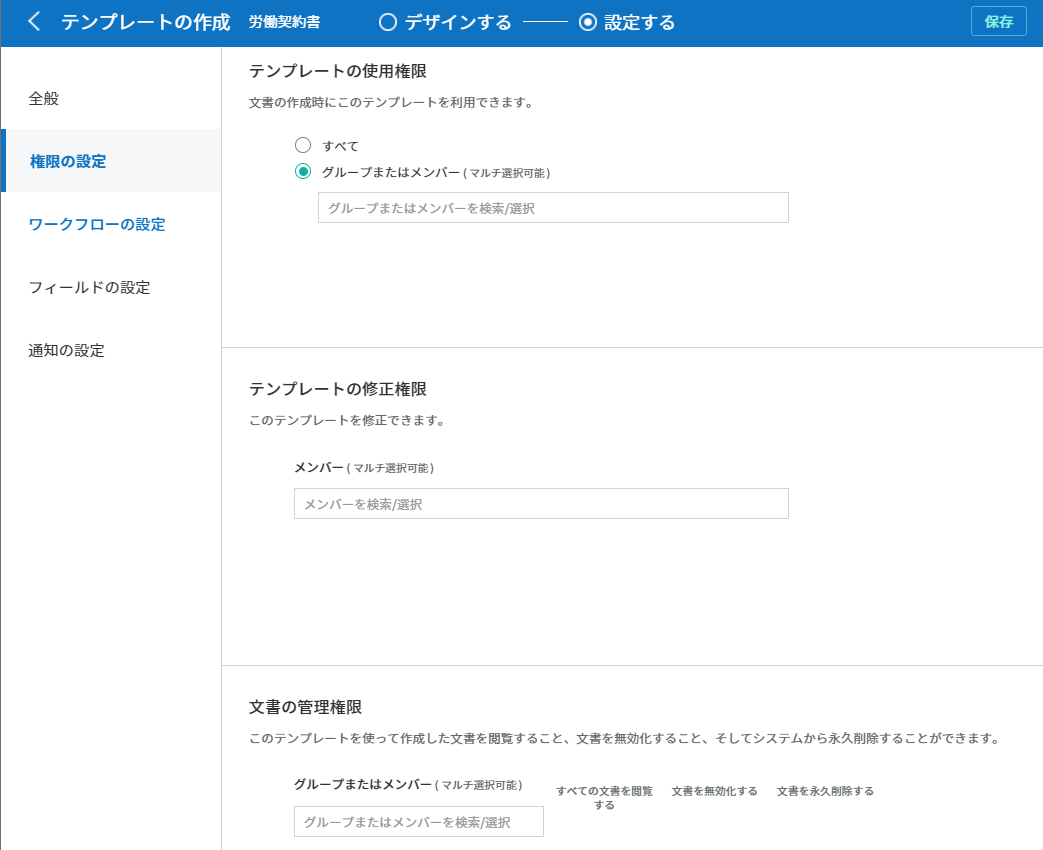 テンプレートの作成 労働契約書 デザインする 設定する 保存
全般
権限の設定
ワークフローの設定
フィールドの設定
通知の設定
テンプレートの使用権限
文書の作成時にこのテンプレートを利用できます。
すべて
グループまたはメンバー ( マルチ選択可能 )
グループまたはメンバーを検索/選択
テンプレートの修正権限
このテンプレートを修正できます。
メンバー ( マルチ選択可能 )
メンバーを検索/選択
文書の管理権限
このテンプレートを使って作成した文書を閲覧すること、文書を無効化すること、そしてシステムから永久削除することができます。
グループまたはメンバー ( マルチ選択可能 )
すべての文書を閲覧
する
文書を無効化する
文書を永久削除する
グループまたはメンバーを検索/選択